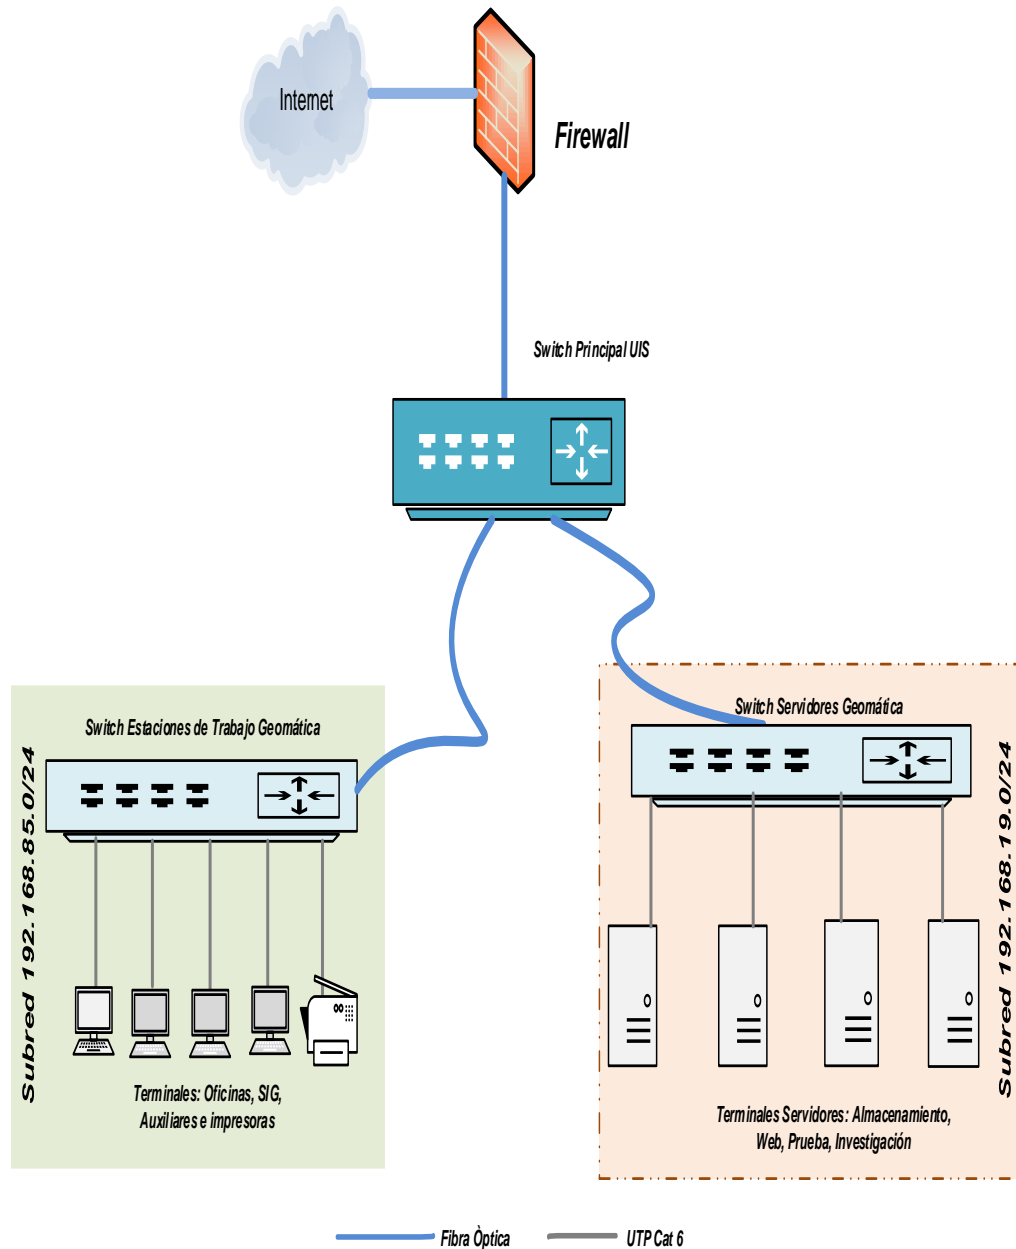 Internet
Firewall
Switch Principal UIS
Switch Estaciones de Trabajo Geomática
Subred 192.168.85.0/24
Terminales: Oficinas, SIG,
Auxiliares e impresoras
Switch Servidores Geomática
Subred 192.168.19.0/24
Terminales Servidores: Almacenamiento,
Web, Prueba, Investigación
Fibra Òptica
UTP Cat 6